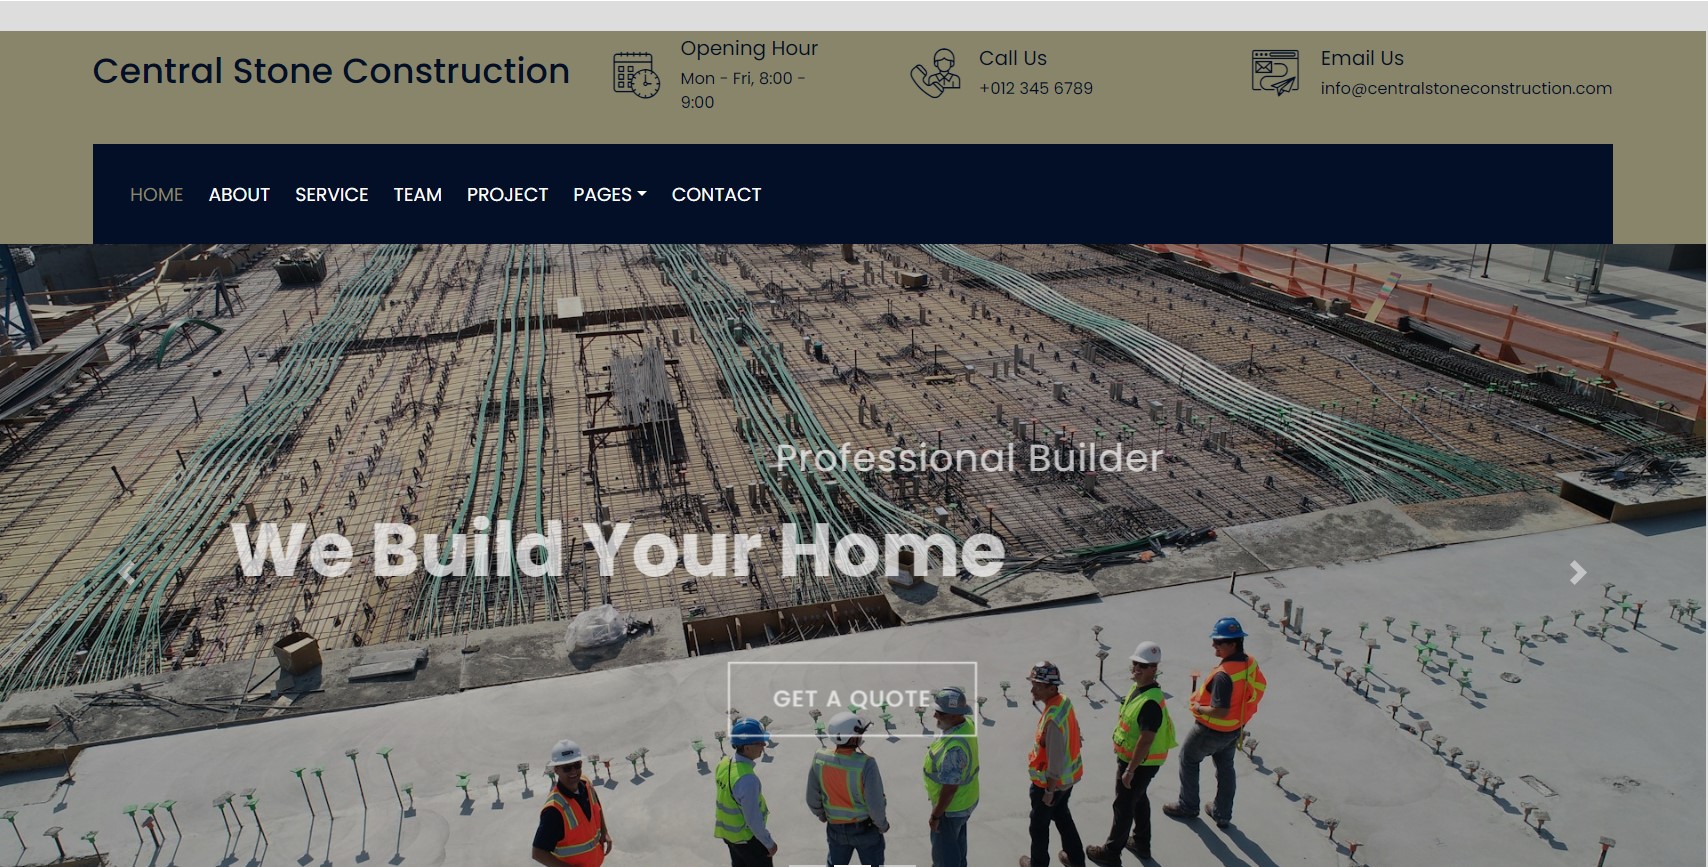 Central Stone Construction
Opening Hour
Mon - Fri, 8:00 -
9:00
Call Us
+012 345 6789
Email Us
info@centralstoneconstruction.com
HOME ABOUT SERVICE TEAM PROJECT PAGES CONTACT
Professional Builder
We Build Your Home
GET A QUOTE